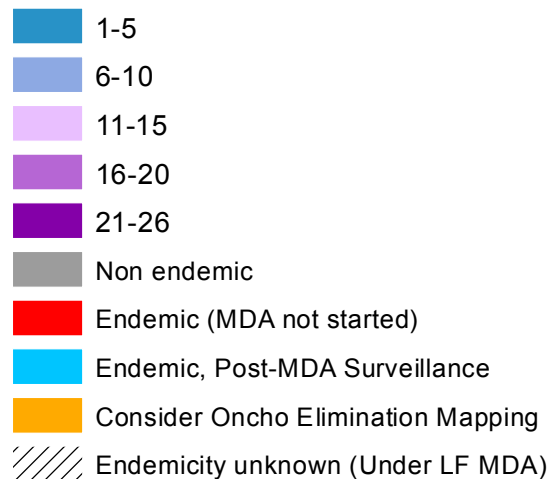 1-5
6-10
11-15
16-20
21-26
Non endemic
Endemic (MDA not started)
Endemic, Post-MDA Surveillance
Consider Oncho Elimination Mapping
Endemicity unknown (Under LF MDA)